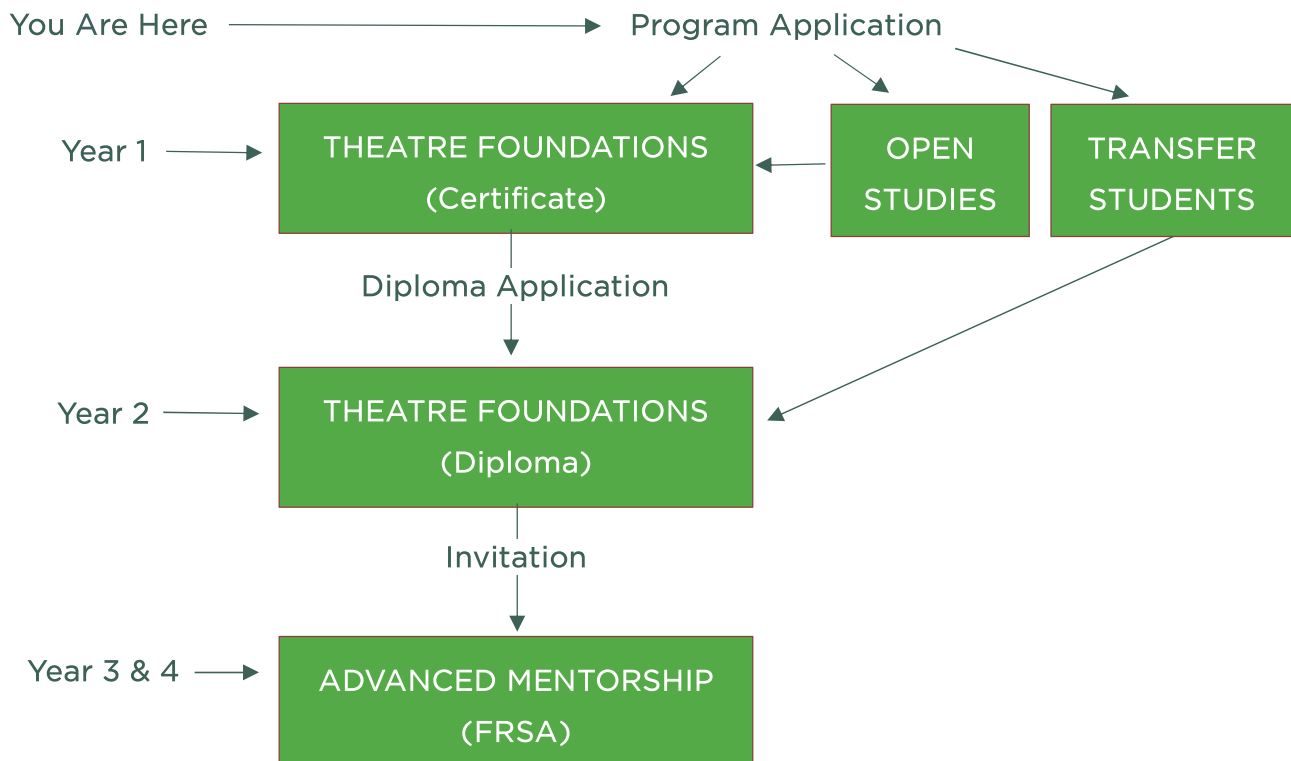 You Are Here
Program Application
Year 1
THEATRE FOUNDATIONS
(Certificate)
OPEN
STUDIES
TRANSFER
STUDENTS
Diploma Application
Year 2
THEATRE FOUNDATIONS
(Diploma)
Invitation
Year 3 & 4
ADVANCED MENTORSHIP
(FRSA)